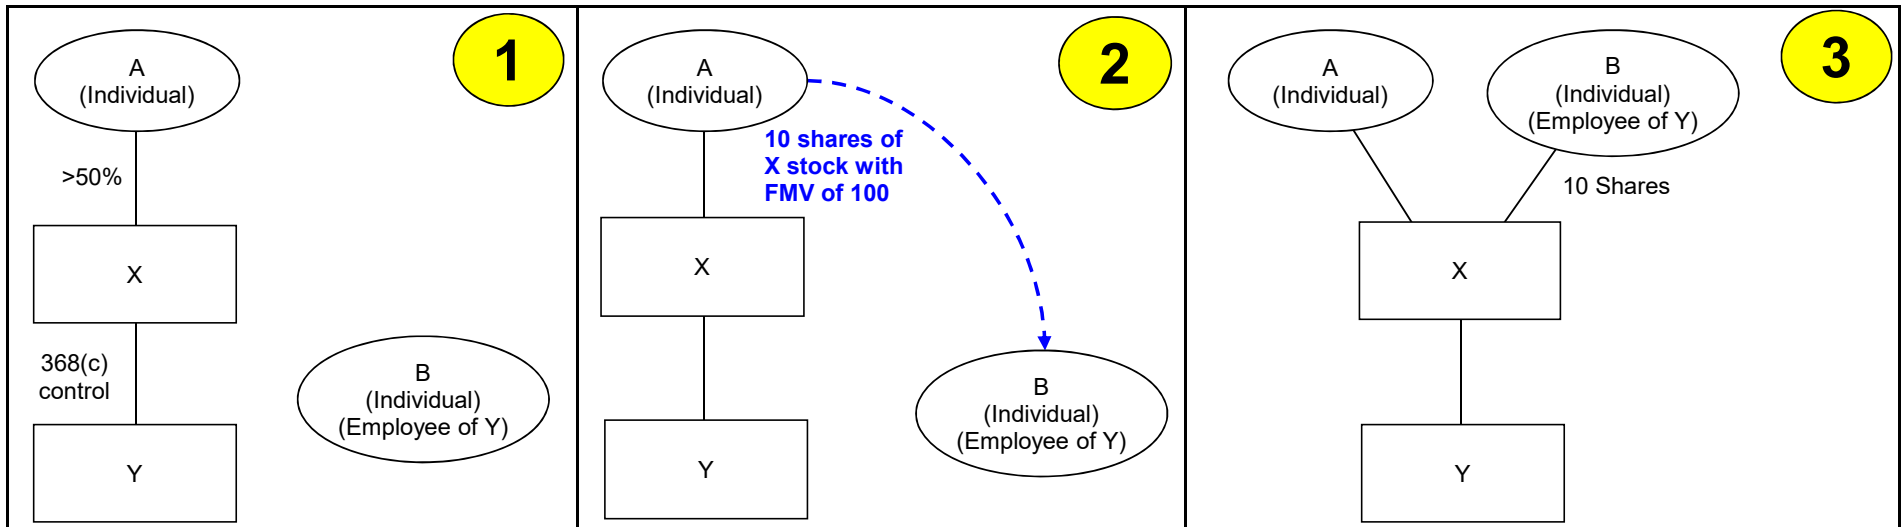 1
A
(Individual)
>50%
X
368(c)
control
B
(Individual)
(Employee of Y)
Y
2
A
(Individual)
10 shares of
X stock with
FMV of 100
X
B
(Individual)
(Employee of Y)
Y
3
A
(Individual)
B
(Individual)
(Employee of Y)
10 Shares
X
Y